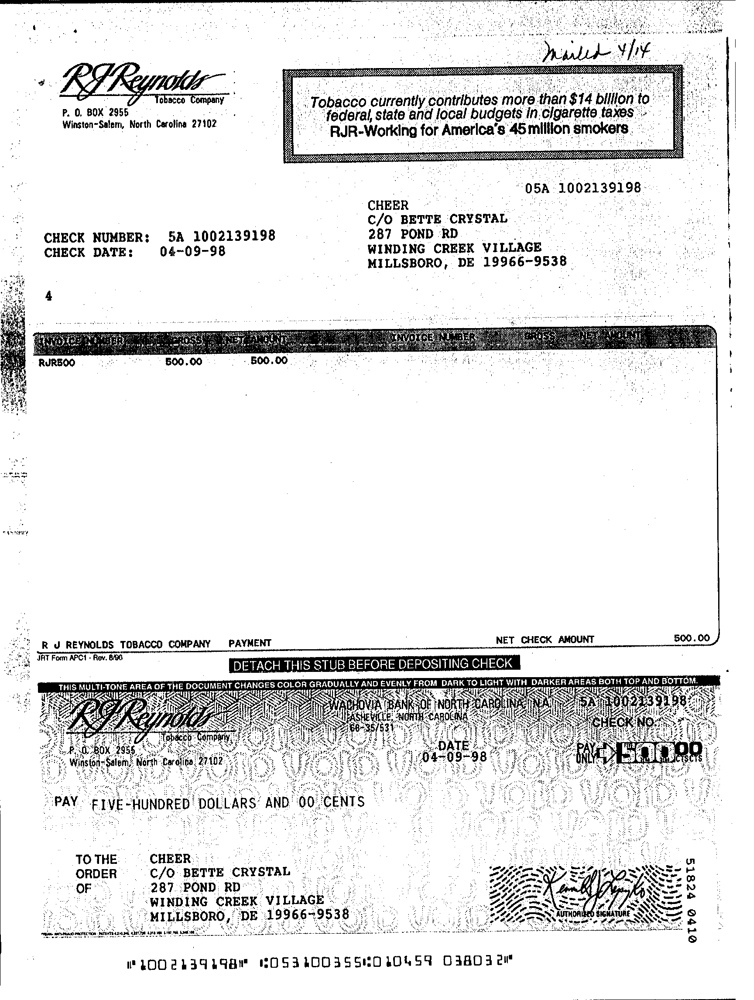 Mailed 4/14
RJReynolds
Tobacco Company
P. O. BOX 2955
Winston-Salem, North Carolina 27102
Tobacco currently contributes more than $14 billion to
federal, state and local budgets in cigarette taxes
RJR-Working for America's 45 million smokers
05A 1002139198
CHEER
C/O BETTE CRYSTAL
287 POND RD
WINDING CREEK VILLAGE
MILLSBORO, DE 19966-9538
CHECK NUMBER: 5A 1002139198
CHECK DATE: 04-09-98
4
INVOICE NUMBER GROSS NET AMOUNT INVOICE NUMBER GROSS NET AMOUNT
RJR500 500.00 500.00
R J REYNOLDS TOBACCO COMPANY PAYMENT NET CHECK AMOUNT 500.00
JRT Form APC1 - Rev. 8/90
DETACH THIS STUB BEFORE DEPOSITING CHECK
THIS MULTI-TONE AREA OF THE DOCUMENT CHANGES COLOR GRADUALLY AND EVENLY FROM DARK TO LIGHT WITH DARKER AREAS BOTH TOP AND BOTTOM.
RJReynolds
Tobacco Company
P. O. BOX 2955
Winston-Salem, North Carolina 27102
WACHOVIA BANK OF NORTH CAROLINA, N.A.
ASHEVILLE, NORTH CAROLINA
66-35/531
5A 1002139198
CHECK NO.
DATE
04-09-98
PAY ONLY 500 00
PAY FIVE-HUNDRED DOLLARS AND 00 CENTS
TO THE
ORDER
OF
CHEER
C/O BETTE CRYSTAL
287 POND RD
WINDING CREEK VILLAGE
MILLSBORO, DE 19966-9538
AUTHORIZED SIGNATURE
51824 0410
⑈1002139198⑈ ⑆053100355⑆010459 038032⑈